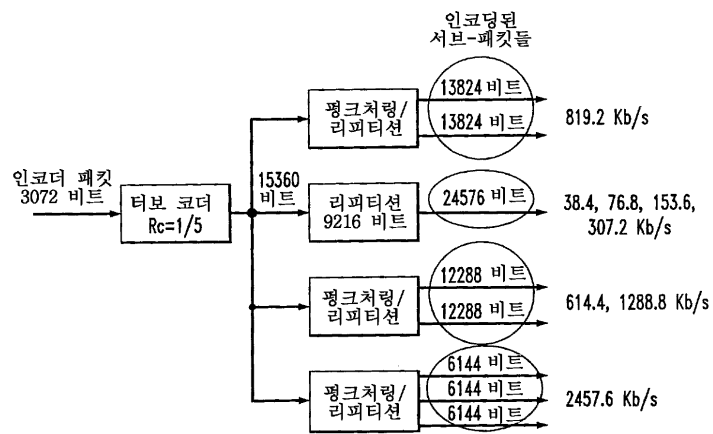 인코딩된
서브-패킷들
펑크처링/
리피티션
13824 비트
13824 비트
819.2 Kb/s
인코더 패킷
3072 비트
터보 코더
Rc=1/5
15360
비트
리피티션
9216 비트
24576 비트
38.4, 76.8, 153.6,
307.2 Kb/s
펑크처링/
리피티션
12288 비트
12288 비트
614.4, 1288.8 Kb/s
펑크처링/
리피티션
6144 비트
6144 비트
6144 비트
2457.6 Kb/s